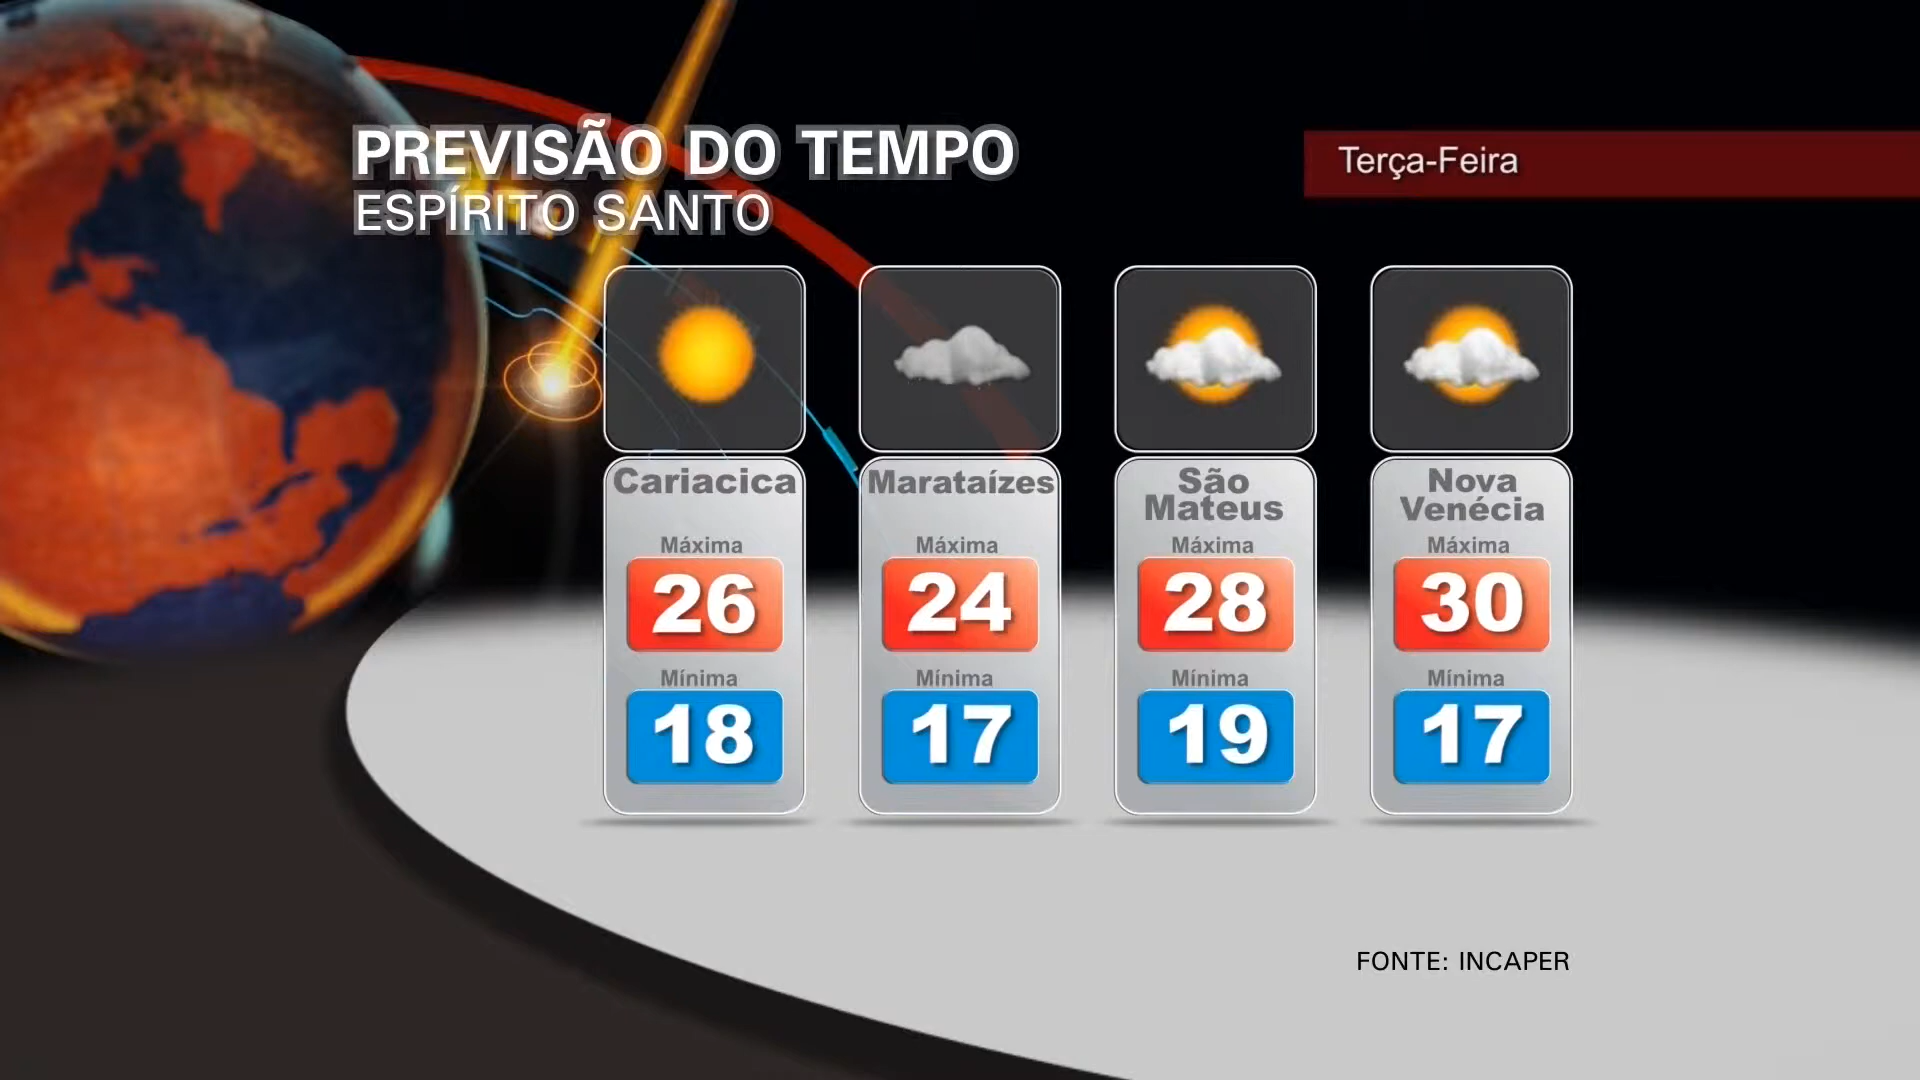 PREVISÃO DO TEMPO
ESPÍRITO SANTO
Terça-Feira
Cariacica
Máxima
26
Mínima
18
Marataízes
Máxima
24
Mínima
17
São
Mateus
Máxima
28
Mínima
19
Nova
Venécia
Máxima
30
Mínima
17
FONTE: INCAPER